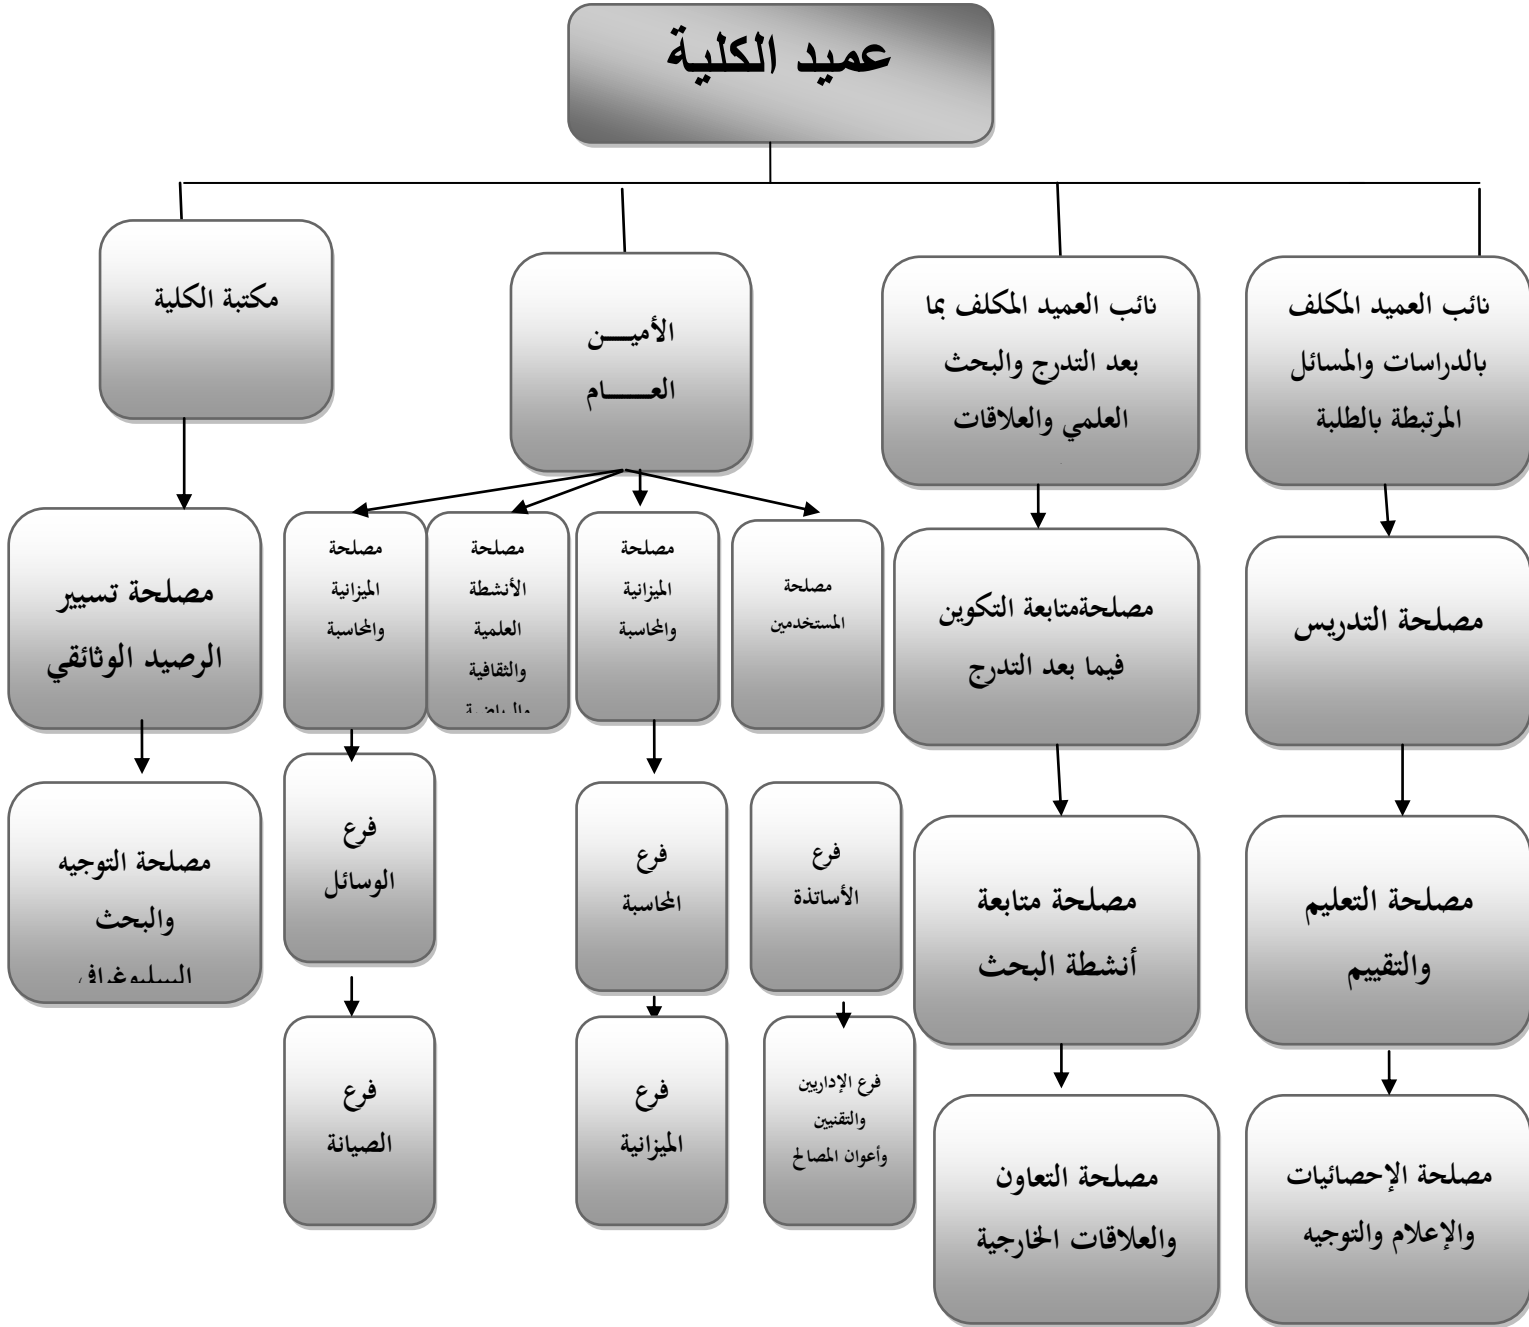 عميد الكلية
نائب العميد المكلف
بالدراسات والمسائل
المرتبطة بالطلبة
نائب العميد المكلف بما
بعد التدرج والبحث
العلمي والعلاقات
الأميـــن
العـــــام
مكتبة الكلية
مصلحة التدريس
مصلحةمتابعة التكوين
فيما بعد التدرج
مصلحة
المستخدمين
مصلحة
الميزانية
والمحاسبة
مصلحة
الأنشطة
العلمية
والثقافية
والرياضية
مصلحة
الميزانية
والمحاسبة
مصلحة تسيير
الرصيد الوثائقي
مصلحة التعليم
والتقييم
مصلحة متابعة
أنشطة البحث
فرع
الأساتذة
فرع
المحاسبة
فرع
الوسائل
مصلحة التوجيه
والبحث
الببليوغرافي
مصلحة الإحصائيات
والإعلام والتوجيه
مصلحة التعاون
والعلاقات الخارجية
فرع الإداريين
والتقنيين
وأعوان المصالح
فرع
الميزانية
فرع
الصيانة